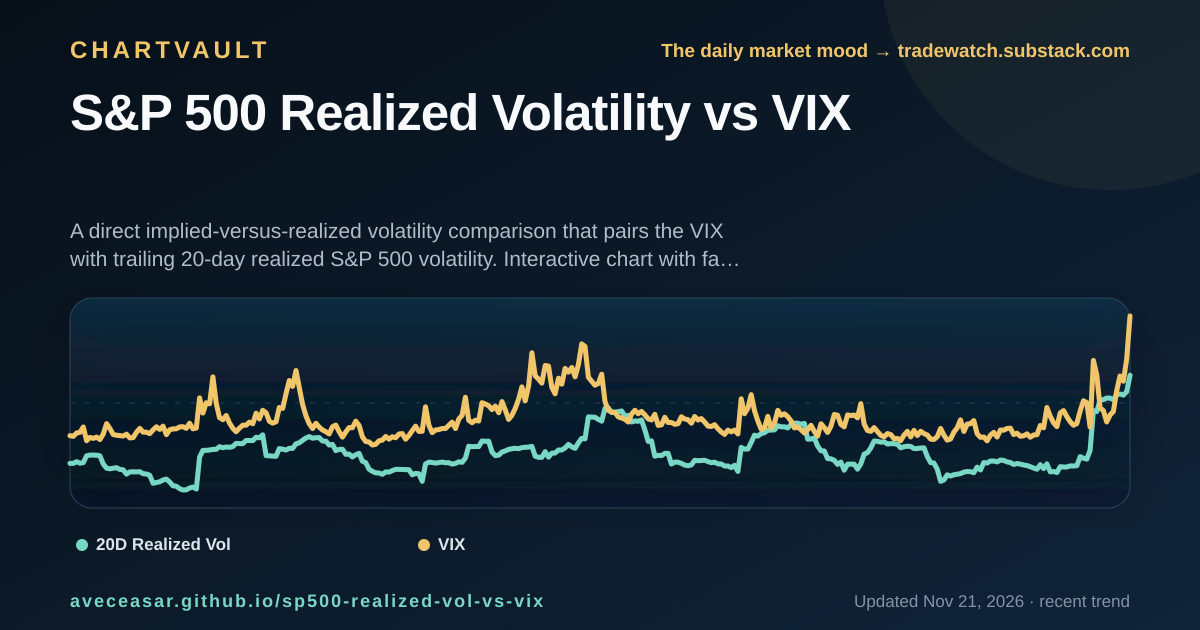 CHARTVAULT
The daily market mood → tradewatch.substack.com
S&P 500 Realized Volatility vs VIX
A direct implied-versus-realized volatility comparison that pairs the VIX
with trailing 20-day realized S&P 500 volatility. Interactive chart with fa…
20D Realized Vol
VIX
aveceasar.github.io/sp500-realized-vol-vs-vix
Updated Nov 21, 2026 · recent trend